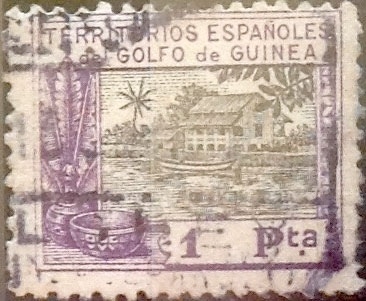 TERRITORIOS ESPAÑOLES
del GOLFO de GUINEA
1 Pta